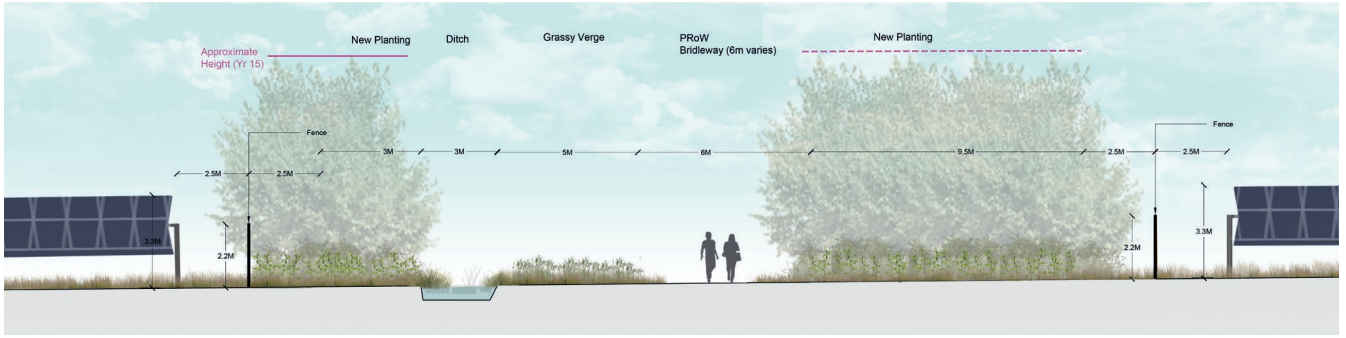 New Planting
Ditch
Grassy Verge
PRoW
Bridleway (6m varies)
New Planting
Approximate
Height (Yr 15)
Fence
Fence
3M
3M
5M
6M
9.5M
2.5M
2.5M
2.5M
2.5M
3.3M
2.2M
2.2M
3.3M